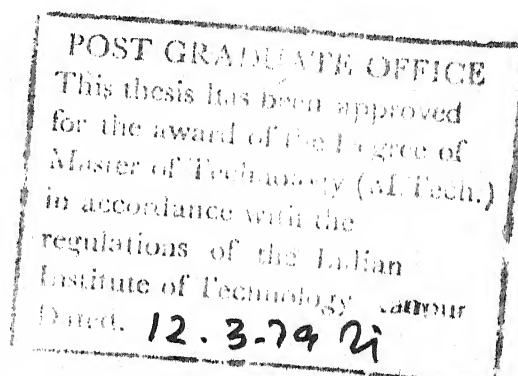 POST GRADUATE OFFICE
This thesis has been approved
for the award of the Degree of
Master of Technology (M.Tech.)
in accordance with the
regulations of the Indian
Institute of Technology Kanpur
Dated. 12.3.79